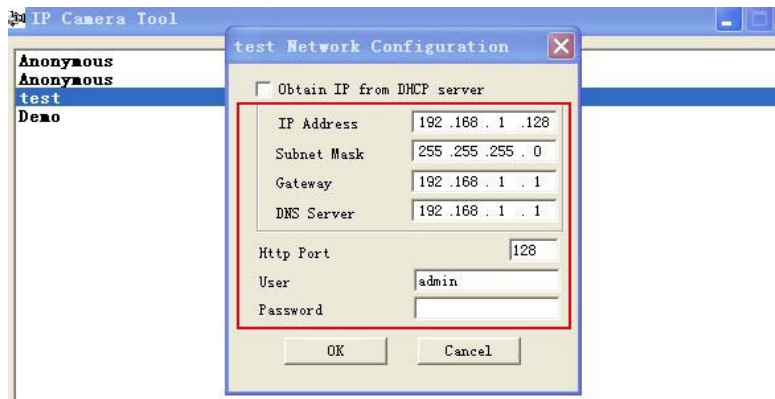 IP Camera Tool
Anonymous
Anonymous
test
Demo
test Network Configuration
Obtain IP from DHCP server
IP Address 192 .168 . 1 .128
Subnet Mask 255 .255 .255 . 0
Gateway 192 .168 . 1 . 1
DNS Server 192 .168 . 1 . 1
Http Port 128
User admin
Password
OK Cancel